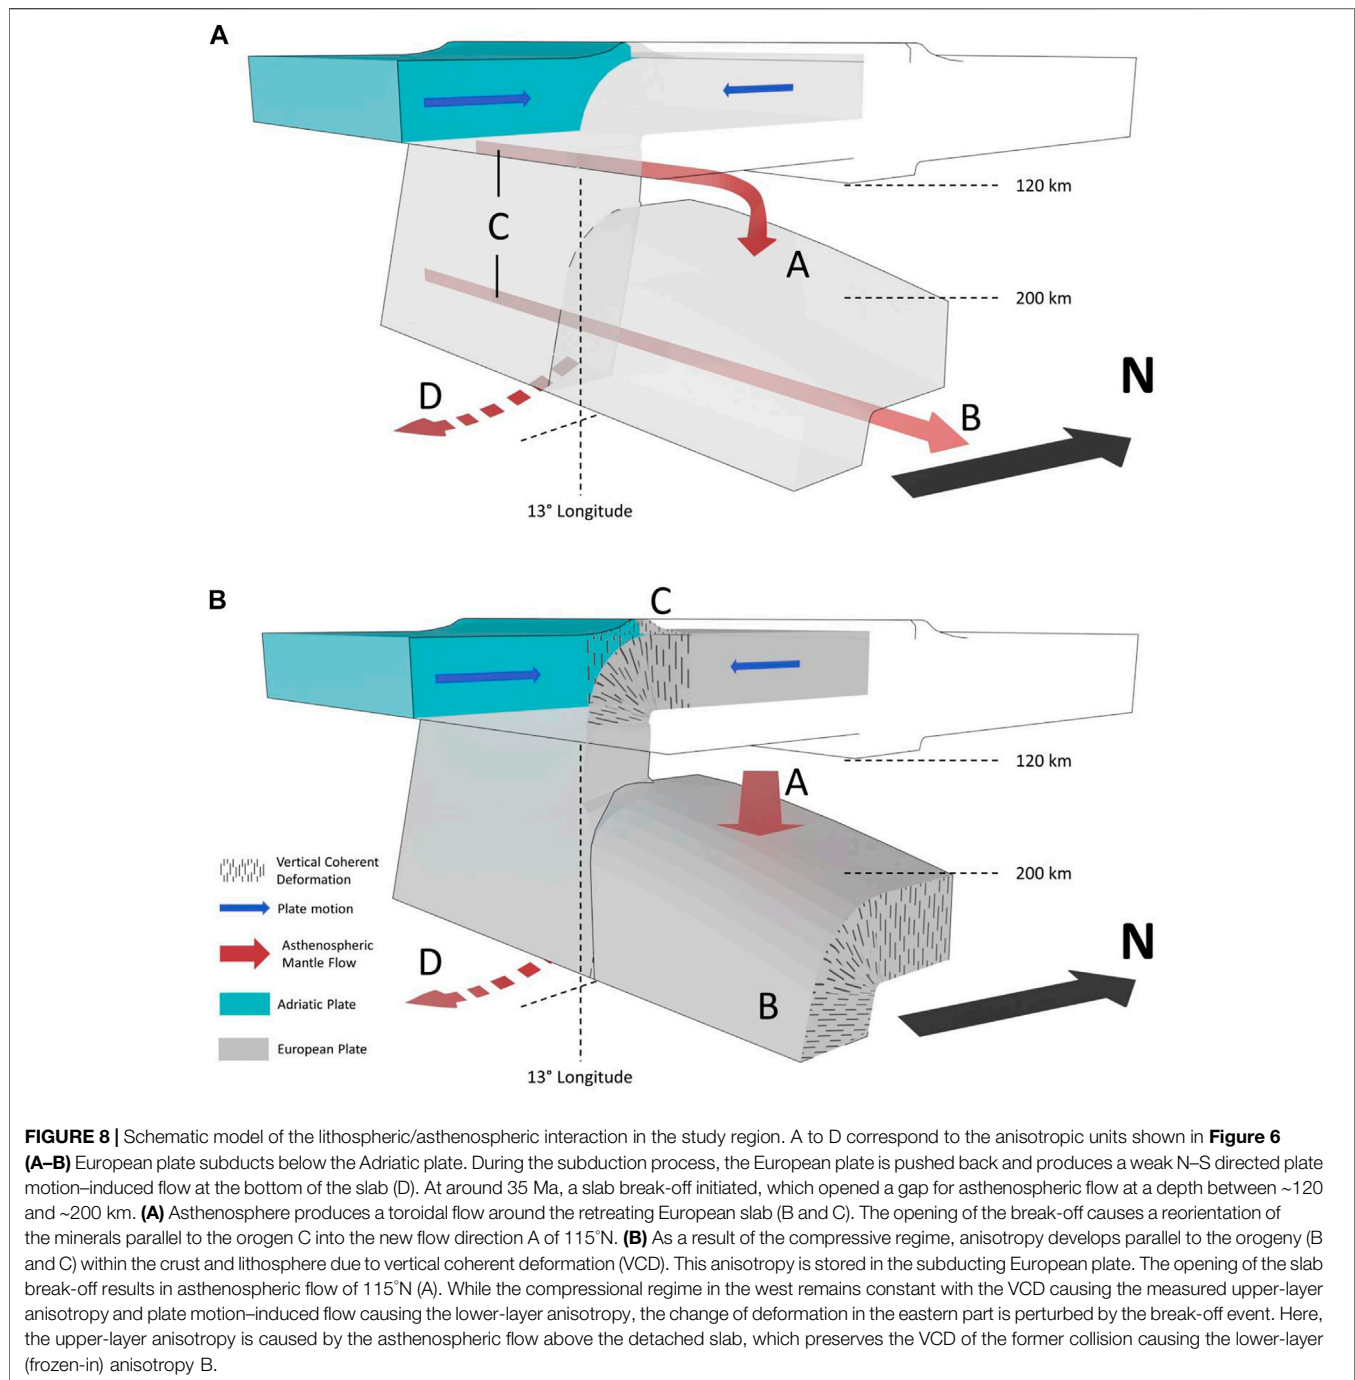 A
C
120 km
A
200 km
N
D
B
13° Longitude
B
C
120 km
A
Vertical Coherent
Deformation
200 km
Plate motion
N
Asthenospheric
Mantle Flow
D
B
Adriatic Plate
European Plate
13° Longitude
FIGURE 8 | Schematic model of the lithospheric/asthenospheric interaction in the study region. A to D correspond to the anisotropic units shown in Figure 6
(A–B) European plate subducts below the Adriatic plate. During the subduction process, the European plate is pushed back and produces a weak N–S directed plate
motion–induced flow at the bottom of the slab (D). At around 35 Ma, a slab break-off initiated, which opened a gap for asthenospheric flow at a depth between ~120
and ~200 km. (A) Asthenosphere produces a toroidal flow around the retreating European slab (B and C). The opening of the break-off causes a reorientation of
the minerals parallel to the orogen C into the new flow direction A of 115°N. (B) As a result of the compressive regime, anisotropy develops parallel to the orogeny (B
and C) within the crust and lithosphere due to vertical coherent deformation (VCD). This anisotropy is stored in the subducting European plate. The opening of the slab
break-off results in asthenospheric flow of 115°N (A). While the compressional regime in the west remains constant with the VCD causing the measured upper-layer
anisotropy and plate motion–induced flow causing the lower-layer anisotropy, the change of deformation in the eastern part is perturbed by the break-off event. Here,
the upper-layer anisotropy is caused by the asthenospheric flow above the detached slab, which preserves the VCD of the former collision causing the lower-layer
(frozen-in) anisotropy B.